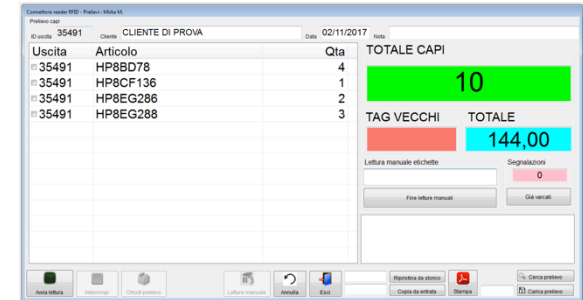 Connettore reader RFID - Prelievi : Mirko M.
Prelievo capi
ID uscita 35491 Cliente CLIENTE DI PROVA Data 02/11/2017 Nota
Uscita Articolo Qta
35491 HP8BD78 4
35491 HP8CF136 1
35491 HP8EG286 2
35491 HP8EG288 3
TOTALE CAPI
10
TAG VECCHI TOTALE
144,00
Lettura manuale etichette Segnalazioni
0
Fine letture manuali Già varcati
Avvia lettura Interrompi Chiudi prelievo Lettura manuale Annulla Esci Ripristina da storico Copia da entrata Stampa Cerca prelievo Carica prelievo